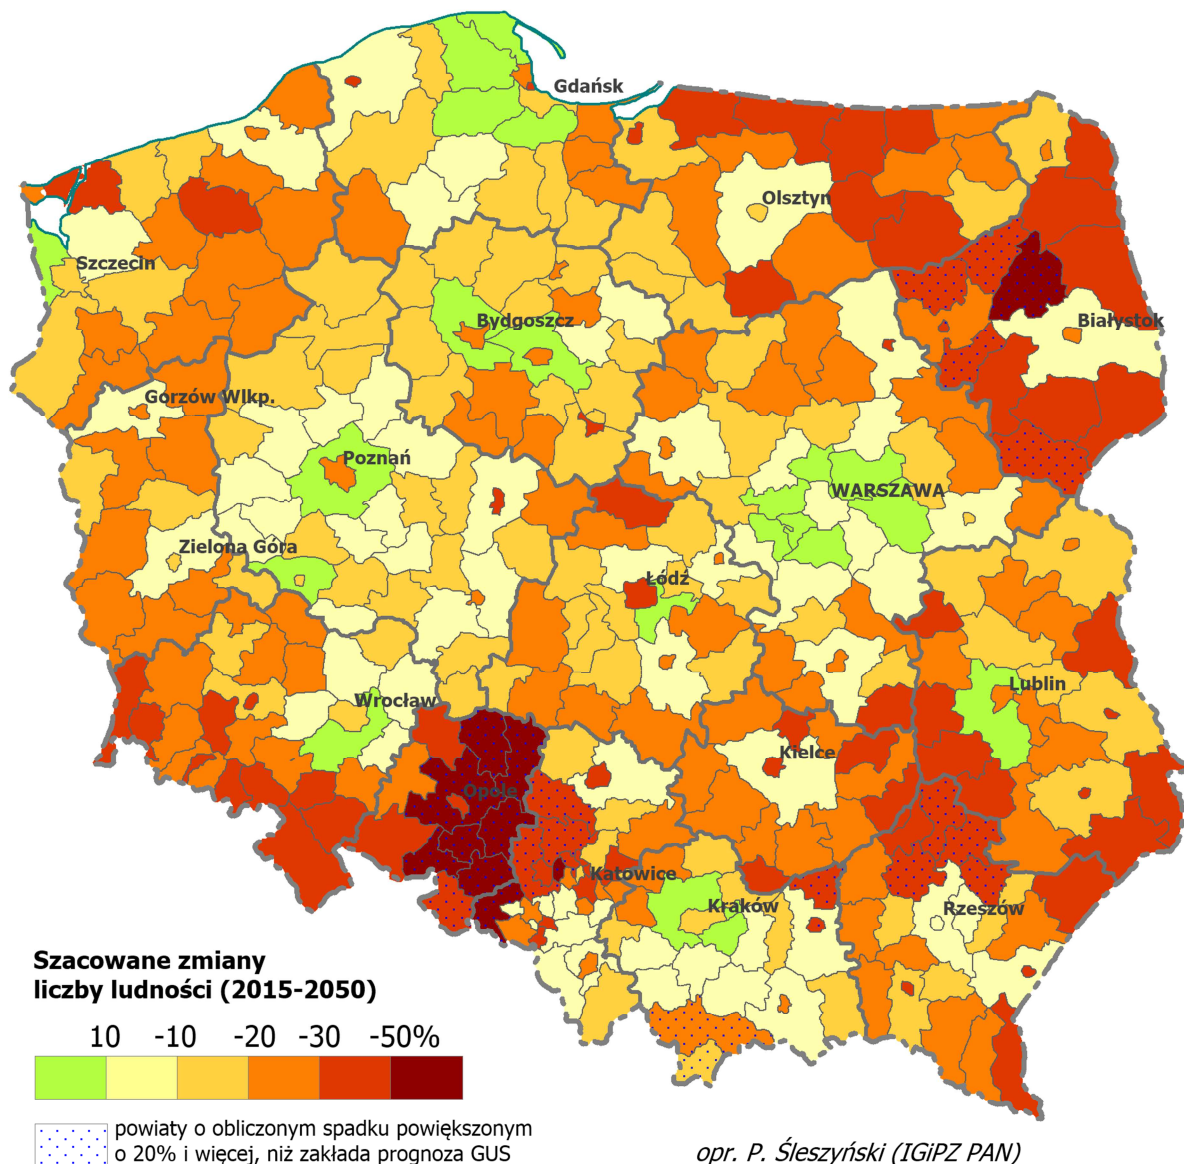 Gdańsk
Olsztyn
Szczecin
Bydgoszcz
Białystok
Gorzów Wlkp.
Poznań
WARSZAWA
Zielona Góra
Łódź
Lublin
Wrocław
Kielce
Opole
Katowice
Kraków
Rzeszów
Szacowane zmiany
liczby ludności (2015-2050)
10 -10 -20 -30 -50%
powiaty o obliczonym spadku powiększonym
o 20% i więcej, niż zakłada prognoza GUS
opr. P. Śleszyński (IGiPZ PAN)